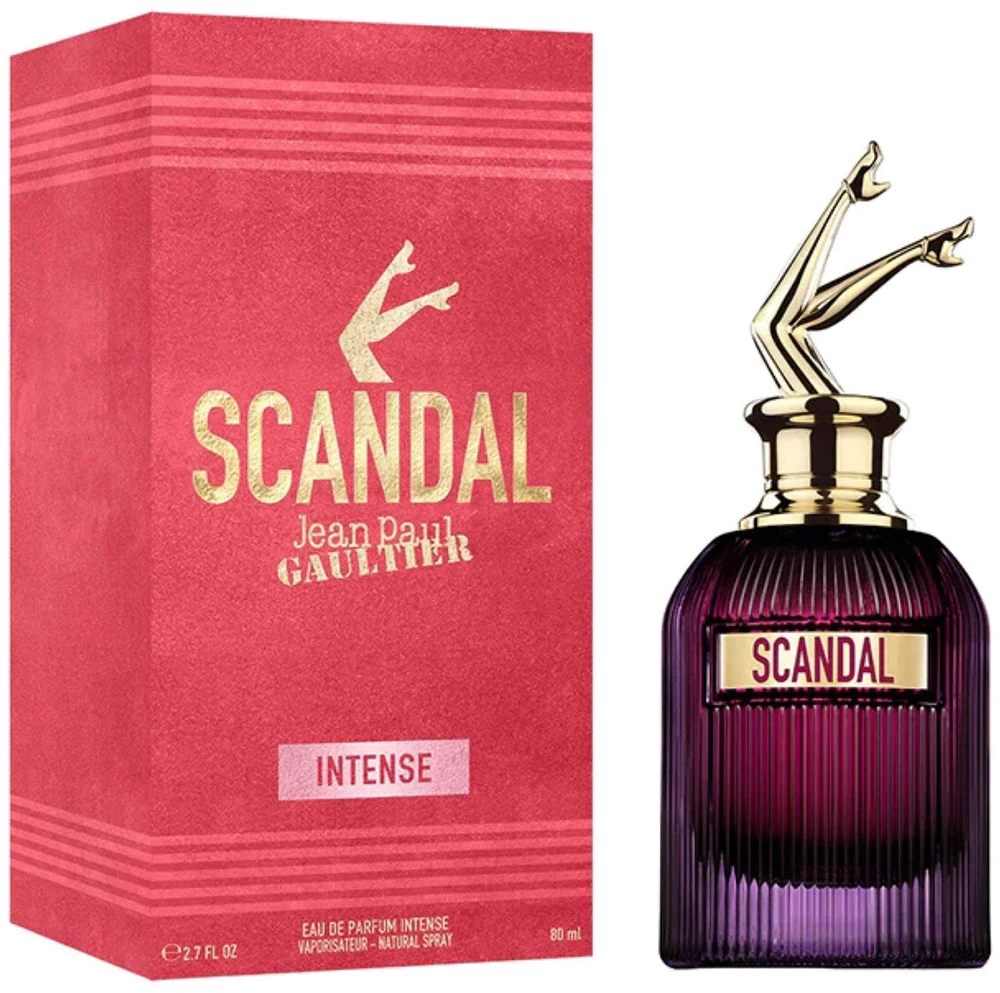 SCANDAL
Jean Paul
GAULTIER
INTENSE
EAU DE PARFUM INTENSE
VAPORISATEUR - NATURAL SPRAY
℮ 2.7 FL OZ
80 ml
SCANDAL